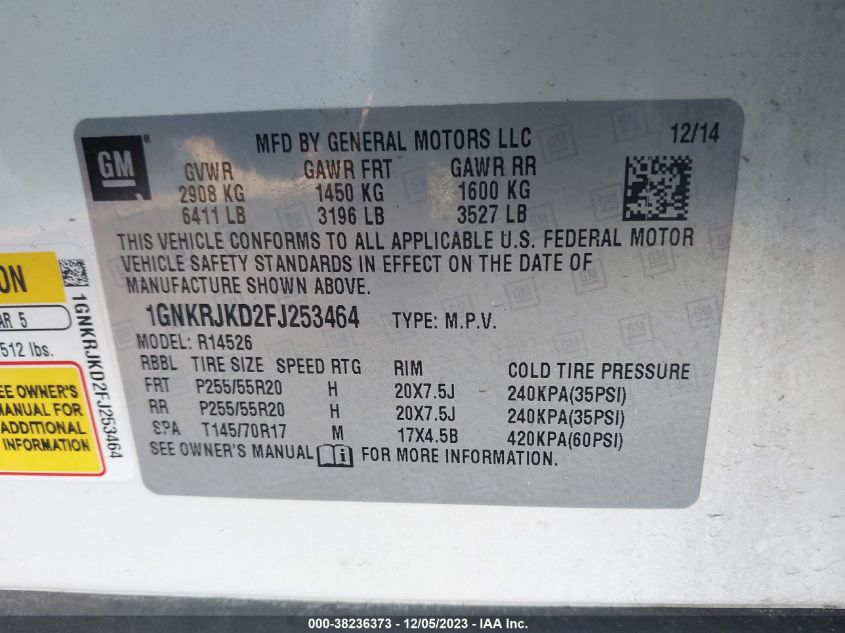 GM
MFD BY GENERAL MOTORS LLC
12/14
GVWR GAWR FRT GAWR RR
2908 KG 1450 KG 1600 KG
6411 LB 3196 LB 3527 LB
THIS VEHICLE CONFORMS TO ALL APPLICABLE U.S. FEDERAL MOTOR
VEHICLE SAFETY STANDARDS IN EFFECT ON THE DATE OF
MANUFACTURE SHOWN ABOVE.
1GNKRJKD2FJ253464 TYPE: M.P.V.
MODEL: R14526
RBBL TIRE SIZE SPEED RTG RIM COLD TIRE PRESSURE
FRT P255/55R20 H 20X7.5J 240KPA(35PSI)
RR P255/55R20 H 20X7.5J 240KPA(35PSI)
SPA T145/70R17 M 17X4.5B 420KPA(60PSI)
SEE OWNER'S MANUAL i FOR MORE INFORMATION.
ON
AR 5
512 lbs.
EE OWNER'S
MANUAL FOR
ADDITIONAL
INFORMATION
1GNKRJKD2FJ253464
000-38236373 - 12/05/2023 - IAA Inc.